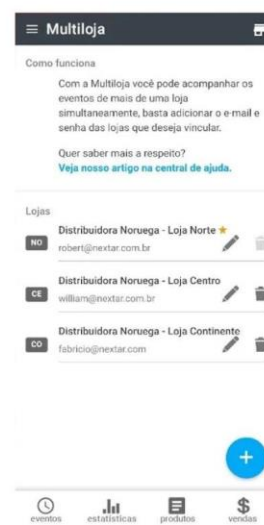 Multiloja
Como funciona
Com a Multiloja você pode acompanhar os
eventos de mais de uma loja
simultaneamente, basta adicionar o e-mail e
senha das lojas que deseja vincular.
Quer saber mais a respeito?
Veja nosso artigo na central de ajuda.
Lojas
Distribuidora Noruega - Loja Norte
NO
robert@nextar.com.br
Distribuidora Noruega - Loja Centro
CE
william@nextar.com.br
Distribuidora Noruega - Loja Continente
CO
fabricio@nextar.com
eventos estatísticas produtos vendas